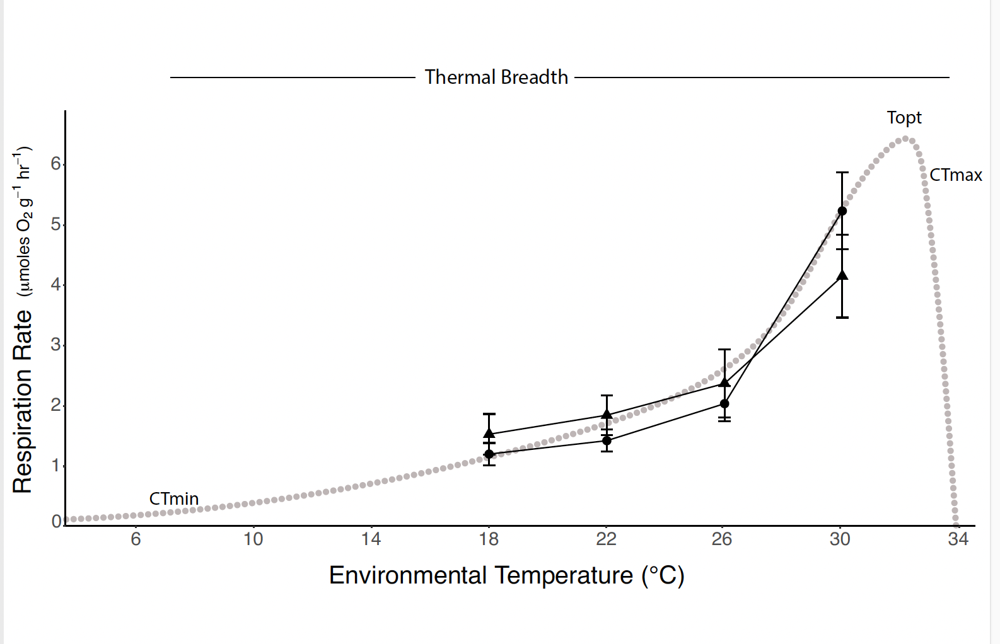 Thermal Breadth
Topt
CTmax
CTmin
Respiration Rate (μmoles O₂ g⁻¹ hr⁻¹)
6
5
4
3
2
1
0
6 10 14 18 22 26 30 34
Environmental Temperature (°C)